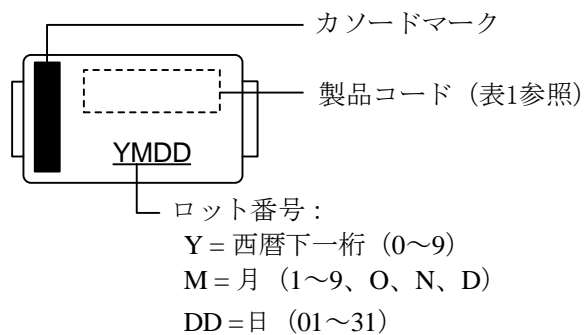 カソードマーク
製品コード（表1参照）
YMDD
ロット番号：
Y = 西暦下一桁（0～9）
M = 月（1～9、O、N、D）
DD =日（01～31）